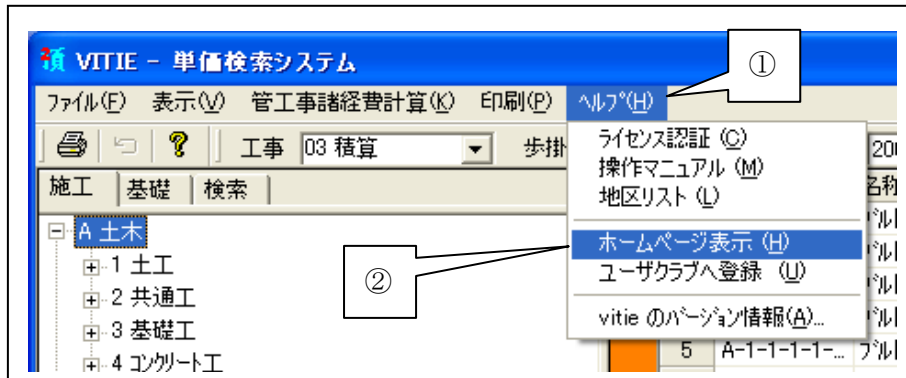 VITIE - 単価検索システム
①
ファイル(F) 表示(V) 管工事諸経費計算(K) 印刷(P) ヘルプ(H)
工事 03 積算 歩掛 200
ライセンス認証 (C)
操作マニュアル (M)
地区リスト (L)
ホームページ表示 (H)
ユーザクラブへ登録 (U)
vitie のバージョン情報(A)...
施工 基礎 検索
名称
A 土木
1 土工
2 共通工
3 基礎工
4 コンクリート工
②
5 A-1-1-1-1-...